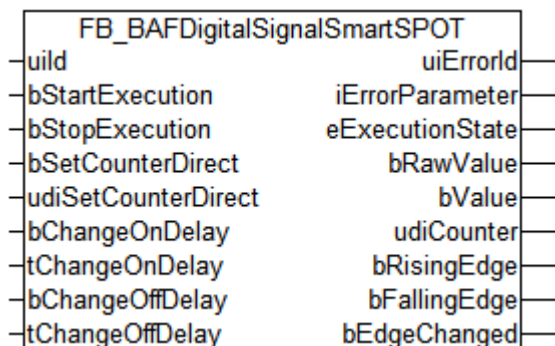 FB_BAFDigitalSignalSmartSPOT
uiId uiErrorId
bStartExecution iErrorParameter
bStopExecution eExecutionState
bSetCounterDirect bRawValue
udiSetCounterDirect bValue
bChangeOnDelay udiCounter
tChangeOnDelay bRisingEdge
bChangeOffDelay bFallingEdge
tChangeOffDelay bEdgeChanged